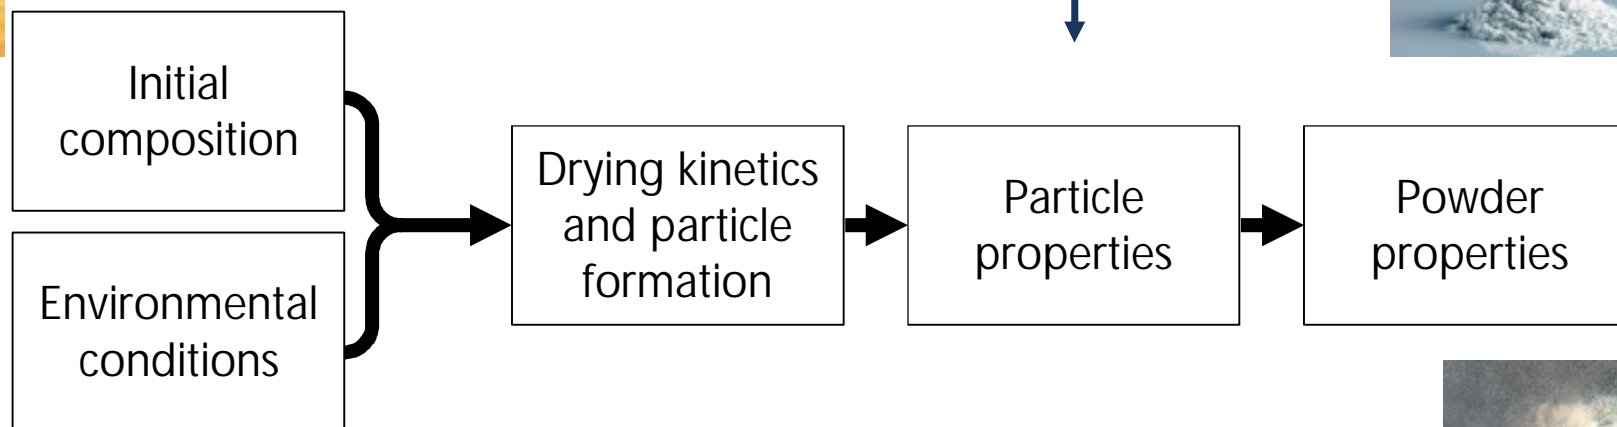 Initial
composition
Environmental
conditions
Drying kinetics
and particle
formation
Particle
properties
Powder
properties